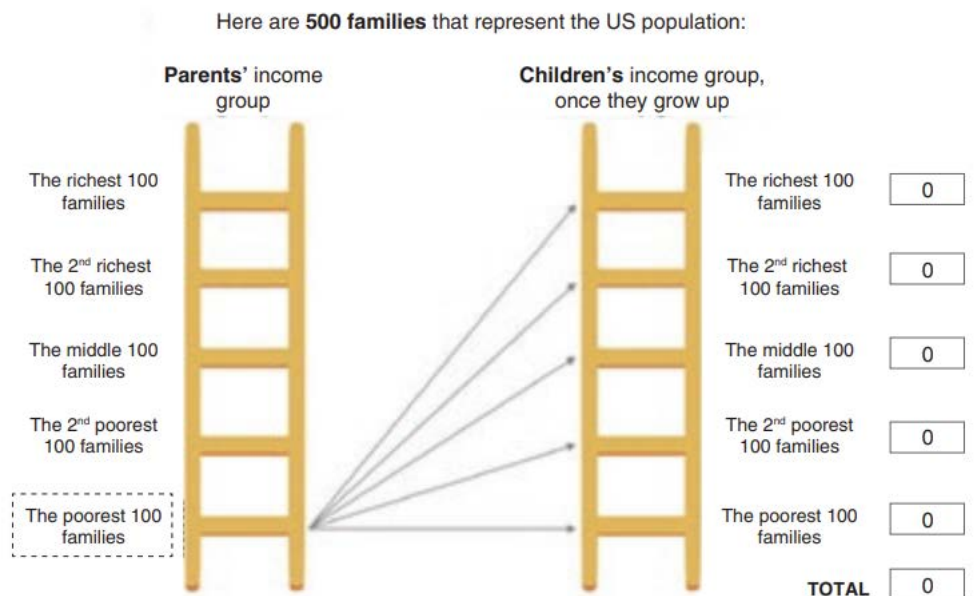 Here are 500 families that represent the US population:
Parents' income
group
Children's income group,
once they grow up
The richest 100
families
The 2nd richest
100 families
The middle 100
families
The 2nd poorest
100 families
The poorest 100
families
The richest 100
families
0
The 2nd richest
100 families
0
The middle 100
families
0
The 2nd poorest
100 families
0
The poorest 100
families
0
TOTAL
0